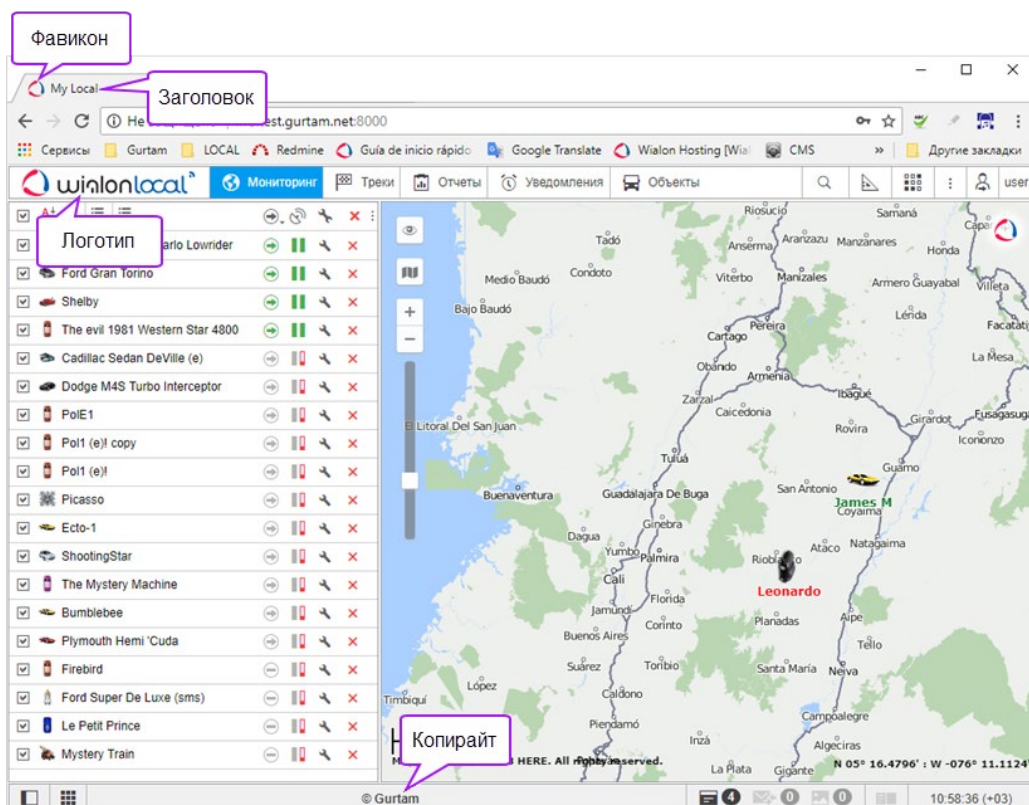 Фавикон
My Local
Заголовок
est.gurtam.net:8000
Сервисы Gurtam LOCAL Redmine Guía de inicio rápido Google Translate Wialon Hosting [Wial CMS » Другие закладки
wialonlocal Мониторинг Треки Отчеты Уведомления Объекты user
Логотип
arlo Lowrider
Ford Gran Torino
Shelby
The evil 1981 Western Star 4800
Cadillac Sedan DeVille (e)
Dodge M4S Turbo Interceptor
PolE1
Pol1 (e)! copy
Pol1 (e)!
Picasso
Ecto-1
ShootingStar
The Mystery Machine
Bumblebee
Plymouth Hemi 'Cuda
Firebird
Ford Super De Luxe (sms)
Le Petit Prince
Mystery Train
Riosucio Samaná
Tadó Anserma Aranzazu Manzanares Honda
Medio Baudó Condoto Viterbo Manizales Armero Guayabal Villeta
Bajo Baudó Lérida
Cartago Pereira Facatati
La Mesa
Obando Armenia
Zarzal Ibagué
Caicedonia Rovira Girardot Fusagasuga
Litoral Del San Juan Icononzo
Tuluá Guamo
Buenaventura Guadalajara De Buga San Antonio
James M
Coyaima
Ginebra
Dagua Natagaima
Yumbo Palmira Ataco
Cali
Leonardo
Florida
Jamundí Planadas Aipe
Corinto
Buenos Aires Tello
Suárez Toribio Santa María Neiva
López
Timbiquí Caldono
Campoalegre
Piendamó
Inzá Algeciras
Копирайт
HERE. All rights reserved.
La Plata Gigante
N 05° 16.4796' : W -076° 11.1124'
© Gurtam
4 0 0 10:58:36 (+03)